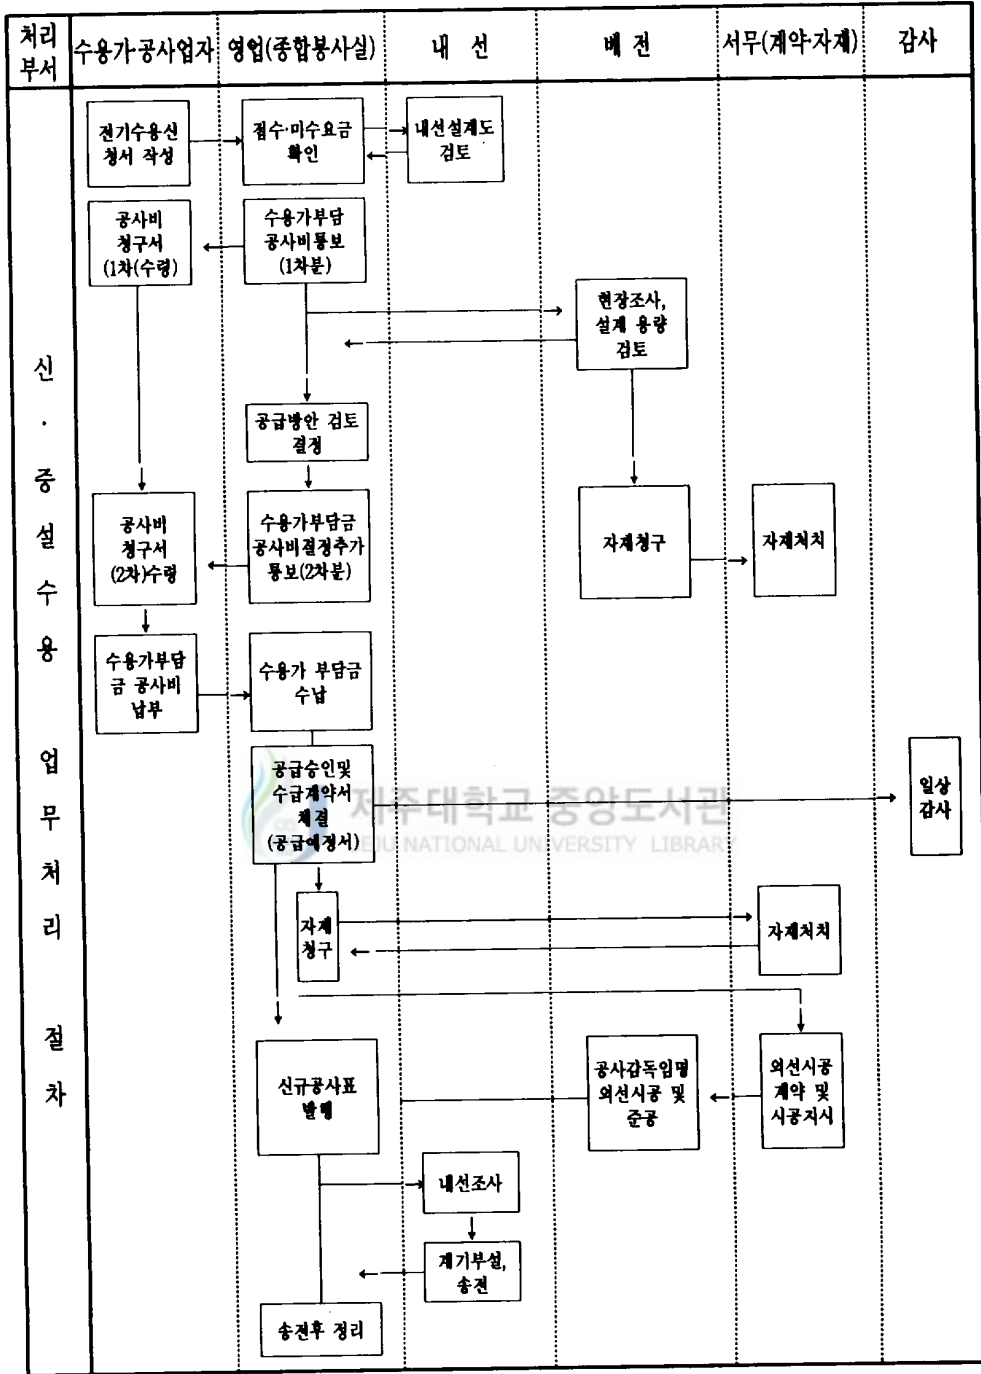 처리
부서
수용가·공사업자
영업(종합봉사실)
내 선
배 전
서무(계약·자재)
감사
신·증설수용 업무처리 절차
전기수용신
청서 작성
접수·미수요금
확인
내선설계도
검토
공사비
청구서
(1차(수령)
수용가부담
공사비통보
(1차분)
현장조사,
설계 용량
검토
공급방안 검토
결정
공사비
청구서
(2차)수령
수용가부담금
공사비결정추가
통보(2차분)
자재청구
자재처치
수용가부담
금 공사비
납부
수용가 부담금
수납
공급승인및
수급계약서
체결
(공급예정서)
일상
감사
제주대학교 중앙도서관
JEJU NATIONAL UNIVERSITY LIBRARY
자재
청구
자재처치
신규공사표
발행
공사감독임명
외선시공 및
준공
외선시공
계약 및
시공지시
내선조사
계기부설,
송전
송전후 정리